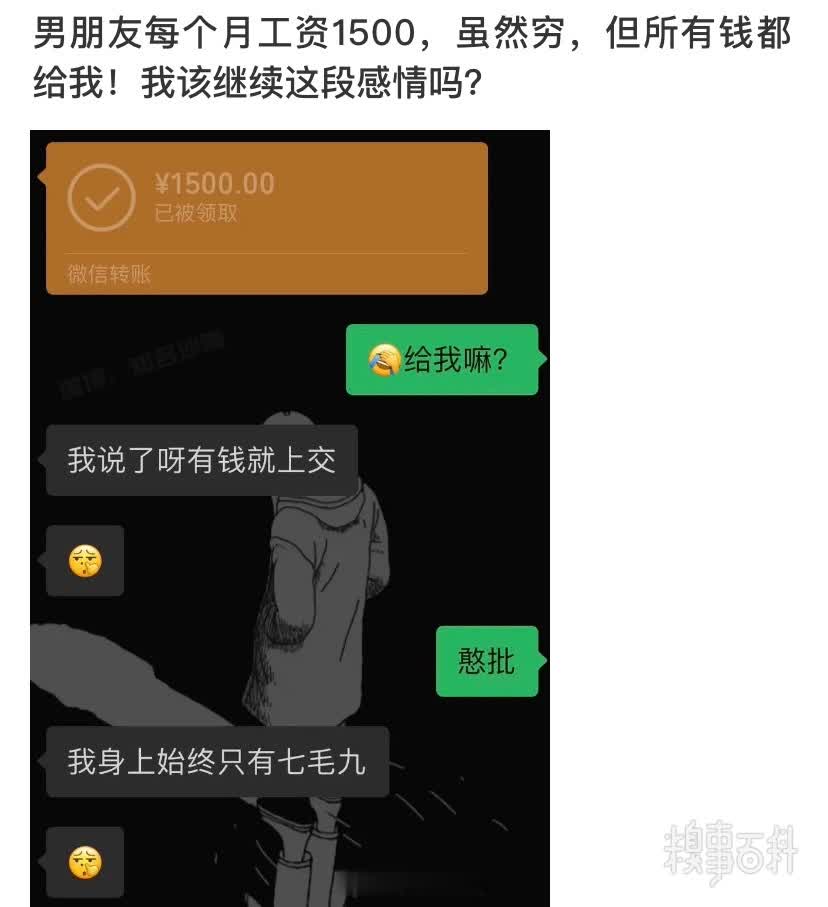 男朋友每个月工资1500，虽然穷，但所有钱都
给我！我该继续这段感情吗？
¥1500.00
已被领取
微信转账
给我嘛？
我说了呀有钱就上交
憨批
我身上始终只有七毛九
糗事百科